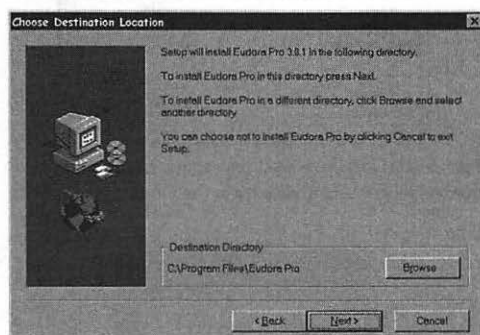 Choose Destination Location
Setup will install Eudora Pro 3.0.1 in the following directory.
To install Eudora Pro in this directory press Next.
To install Eudora Pro in a different directory, click Browse and select
another directory
You can choose not to install Eudora Pro by clicking Cancel to exit
Setup.
Destination Directory
C:\Program Files\Eudora Pro
Browse
< Back
Next >
Cancel